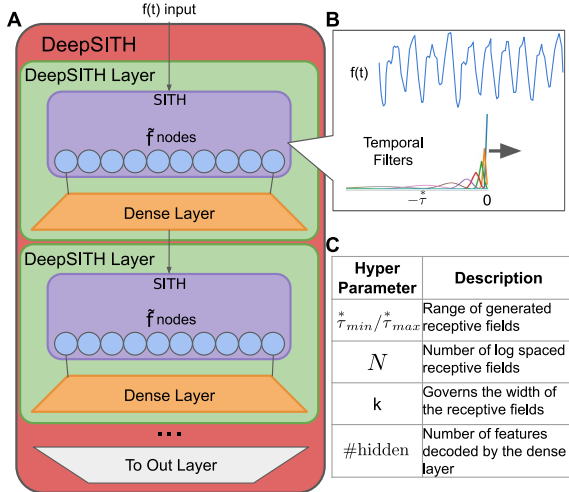 A
f(t) input
DeepSITH
DeepSITH Layer
SITH
f̃ nodes
Dense Layer
DeepSITH Layer
SITH
f̃ nodes
Dense Layer
...
To Out Layer
B
f(t)
Temporal
Filters
−τ* 0
C
Hyper
Parameter
Description
τ*min/τ*max
Range of generated
receptive fields
N
Number of log spaced
receptive fields
k
Governs the width of
the receptive fields
#hidden
Number of features
decoded by the dense
layer